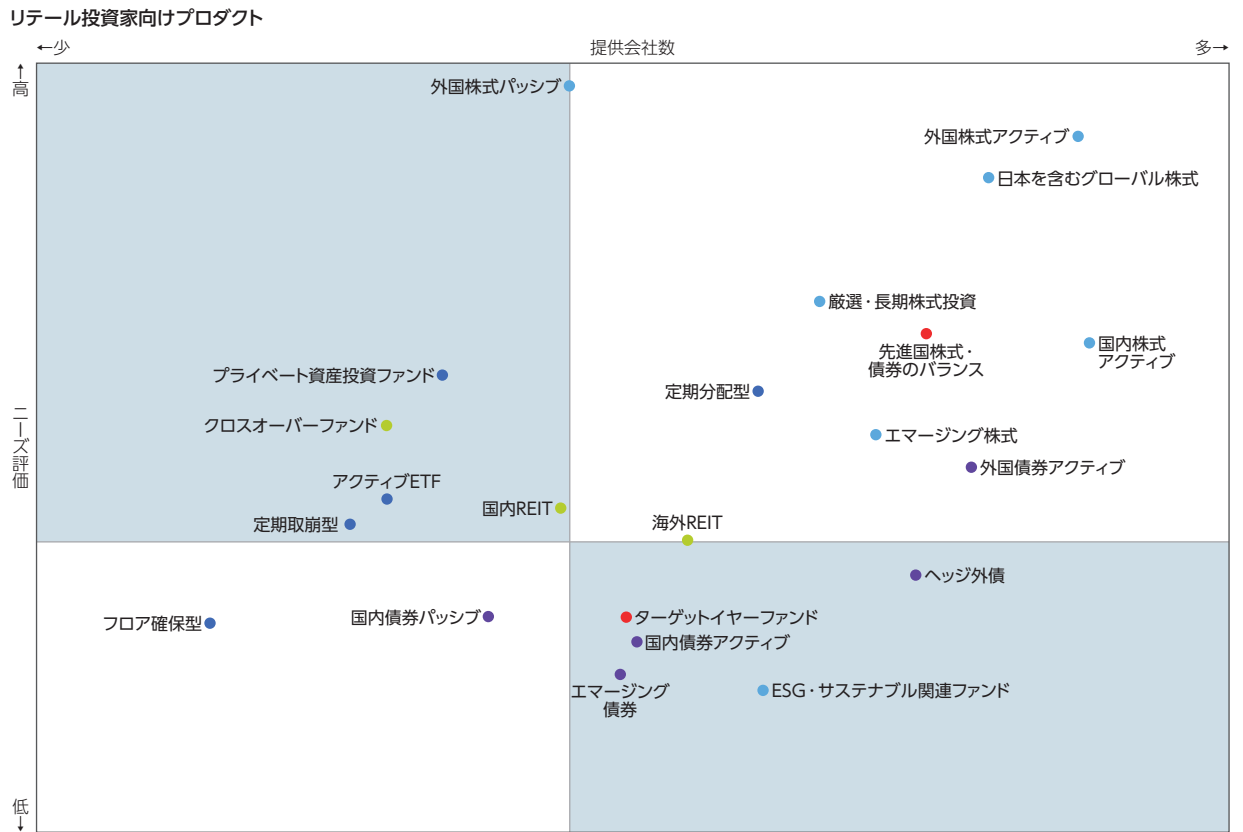 リテール投資家向けプロダクト
←少
提供会社数
多→
↑
高
外国株式パッシブ
外国株式アクティブ
日本を含むグローバル株式
厳選・長期株式投資
先進国株式・
債券のバランス
国内株式
アクティブ
プライベート資産投資ファンド
定期分配型
クロスオーバーファンド
エマージング株式
ニーズ評価
外国債券アクティブ
アクティブETF
国内REIT
定期取崩型
海外REIT
ヘッジ外債
フロア確保型
国内債券パッシブ
ターゲットイヤーファンド
国内債券アクティブ
エマージング
債券
ESG・サステナブル関連ファンド
低
↓